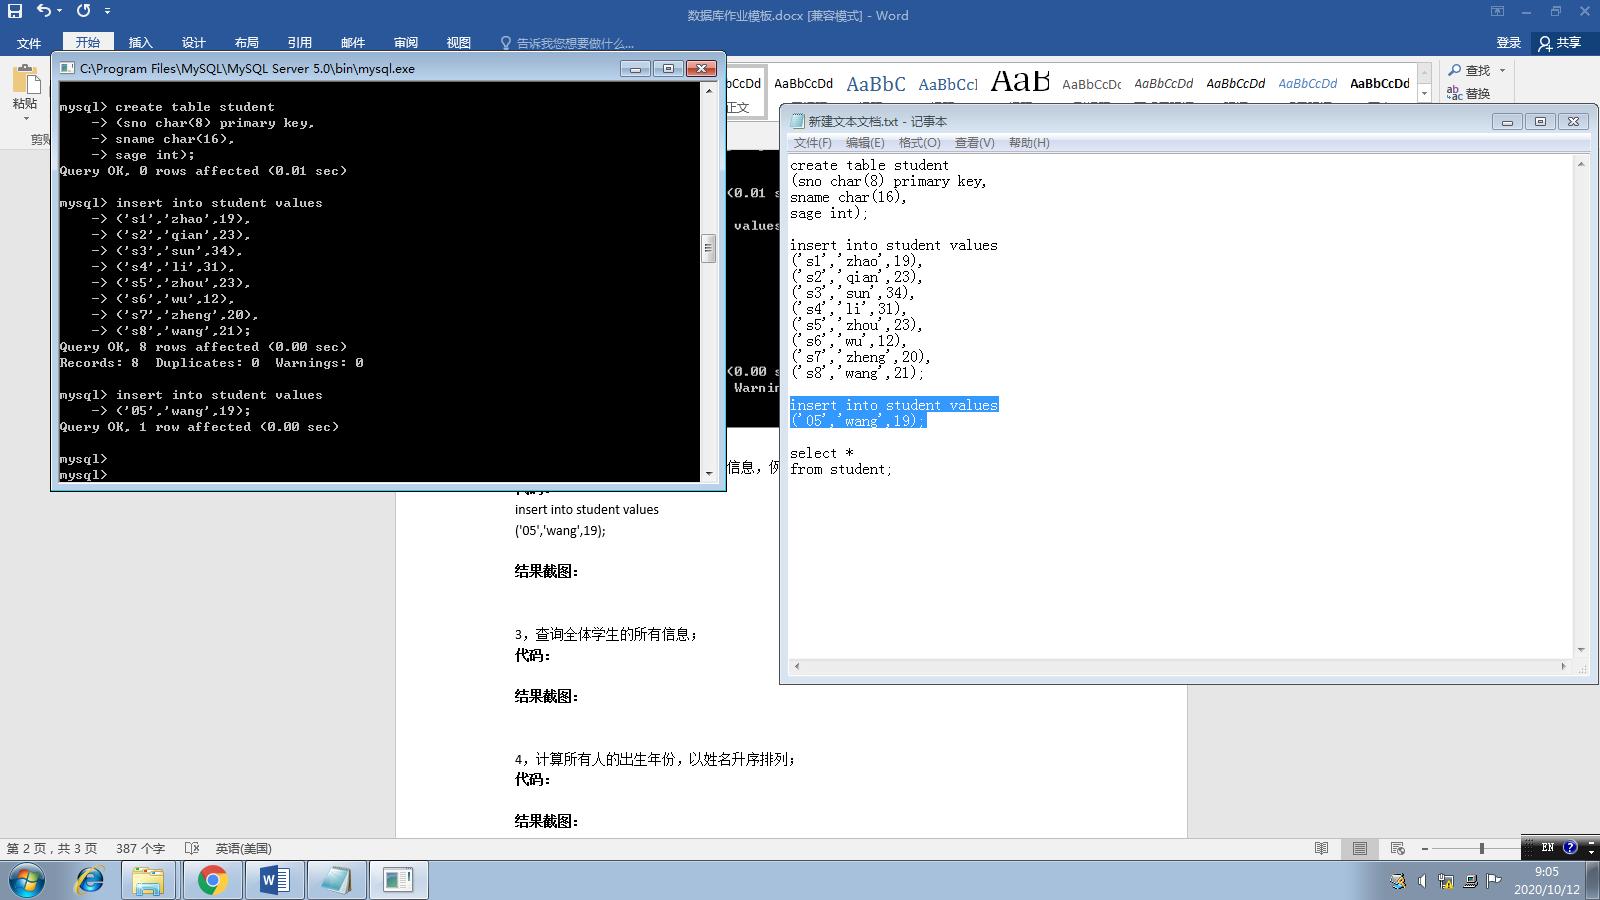 数据库作业模板.docx [兼容模式] - Word
文件 开始 插入 设计 布局 引用 邮件 审阅 视图 告诉我您想要做什么... 登录 共享
粘贴
AaBbCcDd AaBbC AaBbCcI AaB AaBbCcDc AaBbCcDd AaBbCcDd AaBbCcDd AaBbCcDd
正文
查找
替换
C:\Program Files\MySQL\MySQL Server 5.0\bin\mysql.exe
mysql> create table student
-> (sno char(8) primary key,
-> sname char(16),
-> sage int);
Query OK, 0 rows affected (0.01 sec)
mysql> insert into student values
-> ('s1','zhao',19),
-> ('s2','qian',23),
-> ('s3','sun',34),
-> ('s4','li',31),
-> ('s5','zhou',23),
-> ('s6','wu',12),
-> ('s7','zheng',20),
-> ('s8','wang',21);
Query OK, 8 rows affected (0.00 sec)
Records: 8  Duplicates: 0  Warnings: 0
mysql> insert into student values
-> ('05','wang',19);
Query OK, 1 row affected (0.00 sec)
mysql>
mysql>
(0.01 s
values
(0.00 s
Warnin
新建文本文档.txt - 记事本
文件(F) 编辑(E) 格式(O) 查看(V) 帮助(H)
create table student
(sno char(8) primary key,
sname char(16),
sage int);
insert into student values
('s1','zhao',19),
('s2','qian',23),
('s3','sun',34),
('s4','li',31),
('s5','zhou',23),
('s6','wu',12),
('s7','zheng',20),
('s8','wang',21);
insert into student values
('05','wang',19);
select *
from student;
信息，例
insert into student values
('05','wang',19);
结果截图：
3，查询全体学生的所有信息；
代码：
结果截图：
4，计算所有人的出生年份，以姓名升序排列；
代码：
结果截图：
第 2 页，共 3 页 387 个字 英语(美国)
EN
9:05
2020/10/12